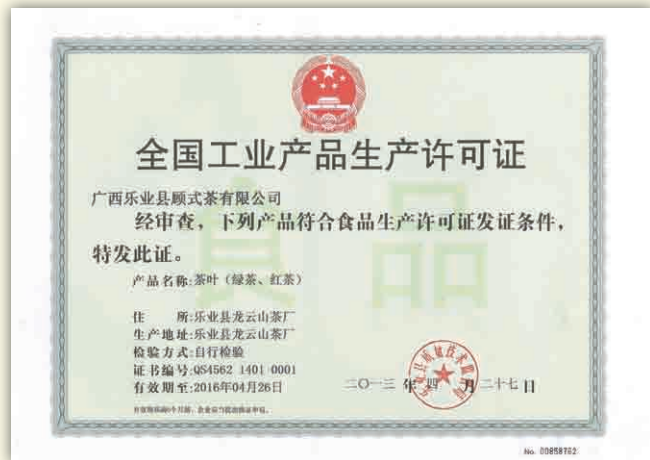 全国工业产品生产许可证
广西乐业县顾式茶有限公司
经审查，下列产品符合食品生产许可证发证条件，
特发此证。
食品
产品名称:茶叶（绿茶、红茶）
住 所:乐业县龙云山茶厂
生产地址:乐业县龙云山茶厂
检验方式:自行检验
证书编号:QS4562 1401 0001
有效期至:2016年04月26日
二〇一三 年 四 月 二十七 日
No. 00858762